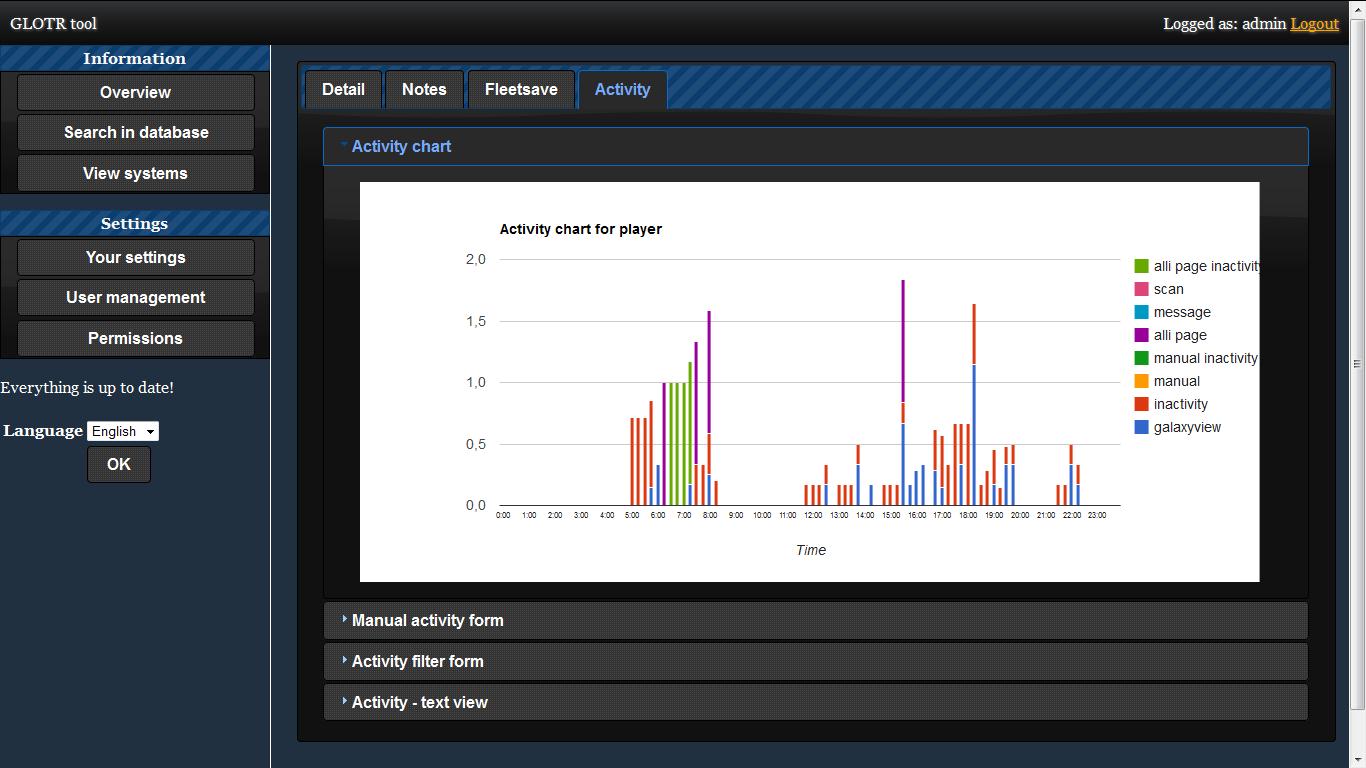 GLOTR tool
Logged as: admin Logout
Information
Overview
Search in database
View systems
Settings
Your settings
User management
Permissions
Everything is up to date!
Language English
OK
Detail Notes Fleetsave Activity
Activity chart
Activity chart for player
2,0
1,5
1,0
0,5
0,0
0:00 1:00 2:00 3:00 4:00 5:00 6:00 7:00 8:00 9:00 10:00 11:00 12:00 13:00 14:00 15:00 16:00 17:00 18:00 19:00 20:00 21:00 22:00 23:00
Time
alli page inactivity
scan
message
alli page
manual inactivity
manual
inactivity
galaxyview
Manual activity form
Activity filter form
Activity - text view